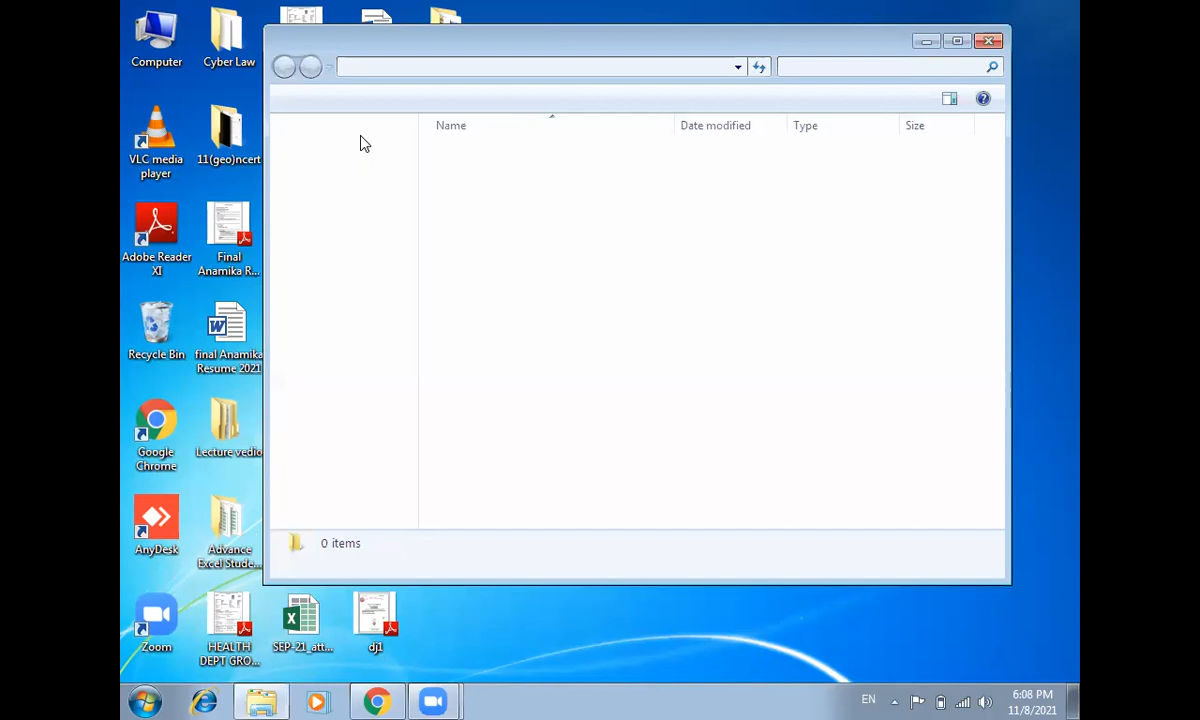 Computer
Cyber Law
VLC media
player
11(geo)ncert
Adobe Reader
XI
Final
Anamika R...
Recycle Bin
final Anamika
Resume 2021
Google
Chrome
Lecture vedio
AnyDesk
Advance
Excel Stude...
Zoom
HEALTH
DEPT GRO...
SEP-21_att...
dj1
Name
Date modified
Type
Size
0 items
EN
6:08 PM
11/8/2021